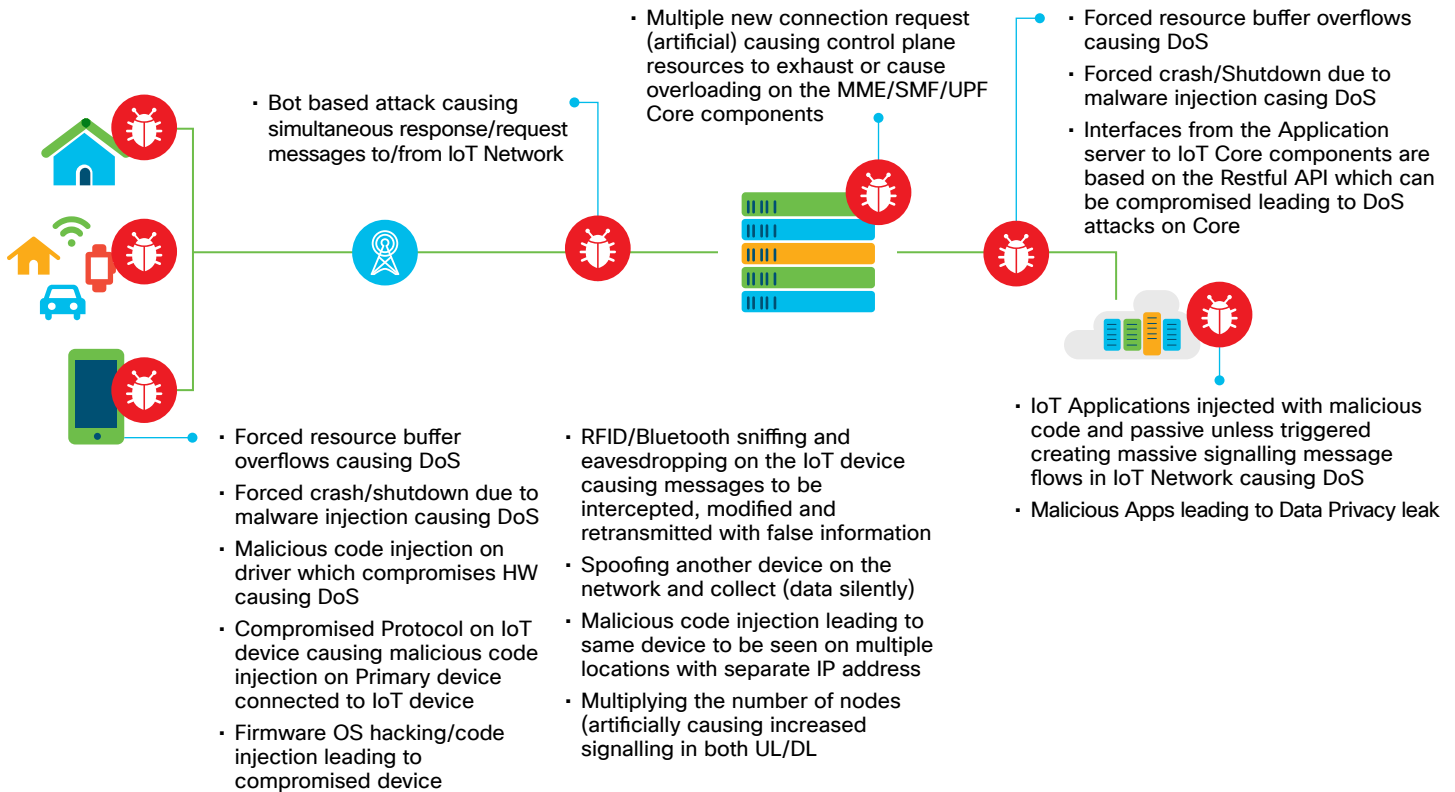 · Bot based attack causing
simultaneous response/request
messages to/from IoT Network
· Multiple new connection request
(artificial) causing control plane
resources to exhaust or cause
overloading on the MME/SMF/UPF
Core components
· Forced resource buffer overflows
causing DoS
· Forced crash/Shutdown due to
malware injection casing DoS
· Interfaces from the Application
server to IoT Core components are
based on the Restful API which can
be compromised leading to DoS
attacks on Core
· Forced resource buffer
overflows causing DoS
· Forced crash/shutdown due to
malware injection causing DoS
· Malicious code injection on
driver which compromises HW
causing DoS
· Compromised Protocol on IoT
device causing malicious code
injection on Primary device
connected to IoT device
· Firmware OS hacking/code
injection leading to
compromised device
· RFID/Bluetooth sniffing and
eavesdropping on the IoT device
causing messages to be
intercepted, modified and
retransmitted with false information
· Spoofing another device on the
network and collect (data silently)
· Malicious code injection leading to
same device to be seen on multiple
locations with separate IP address
· Multiplying the number of nodes
(artificially causing increased
signalling in both UL/DL
· IoT Applications injected with malicious
code and passive unless triggered
creating massive signalling message
flows in IoT Network causing DoS
· Malicious Apps leading to Data Privacy leak